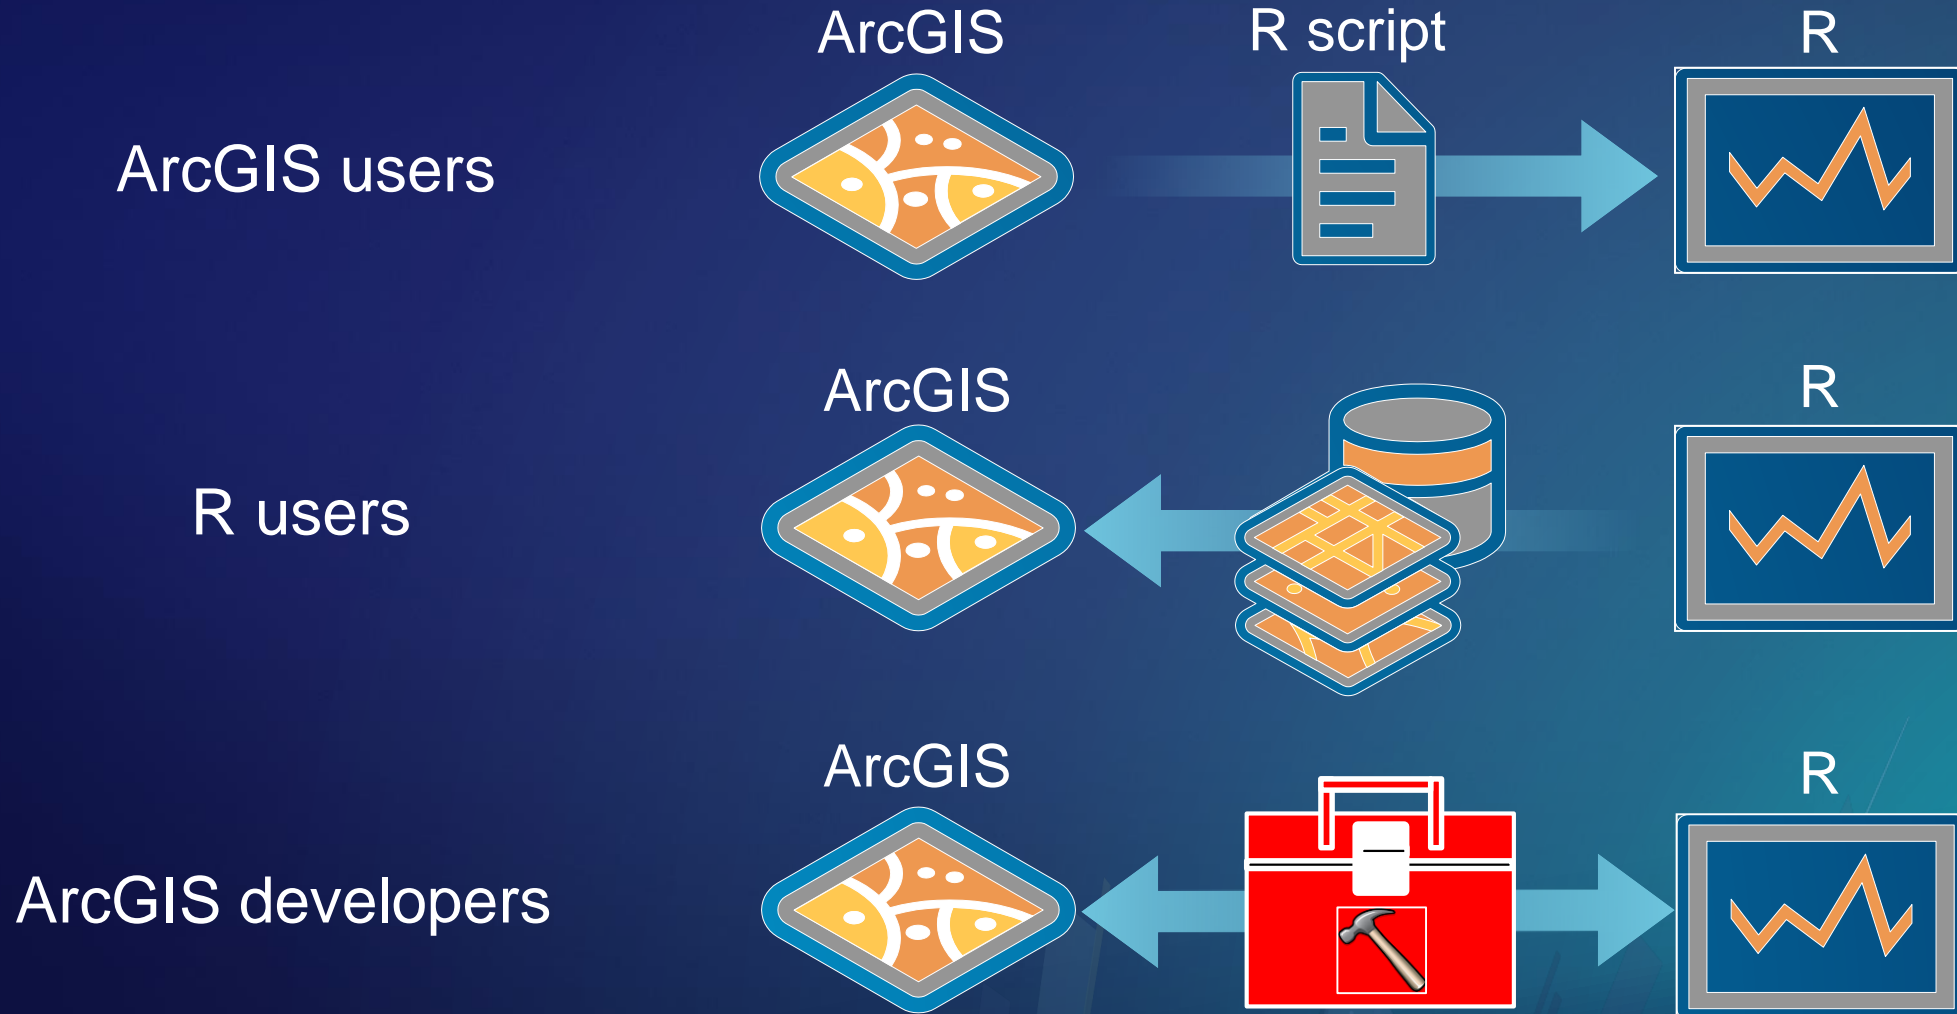 ArcGIS
R script
R
ArcGIS users
ArcGIS
R
R users
ArcGIS
R
ArcGIS developers